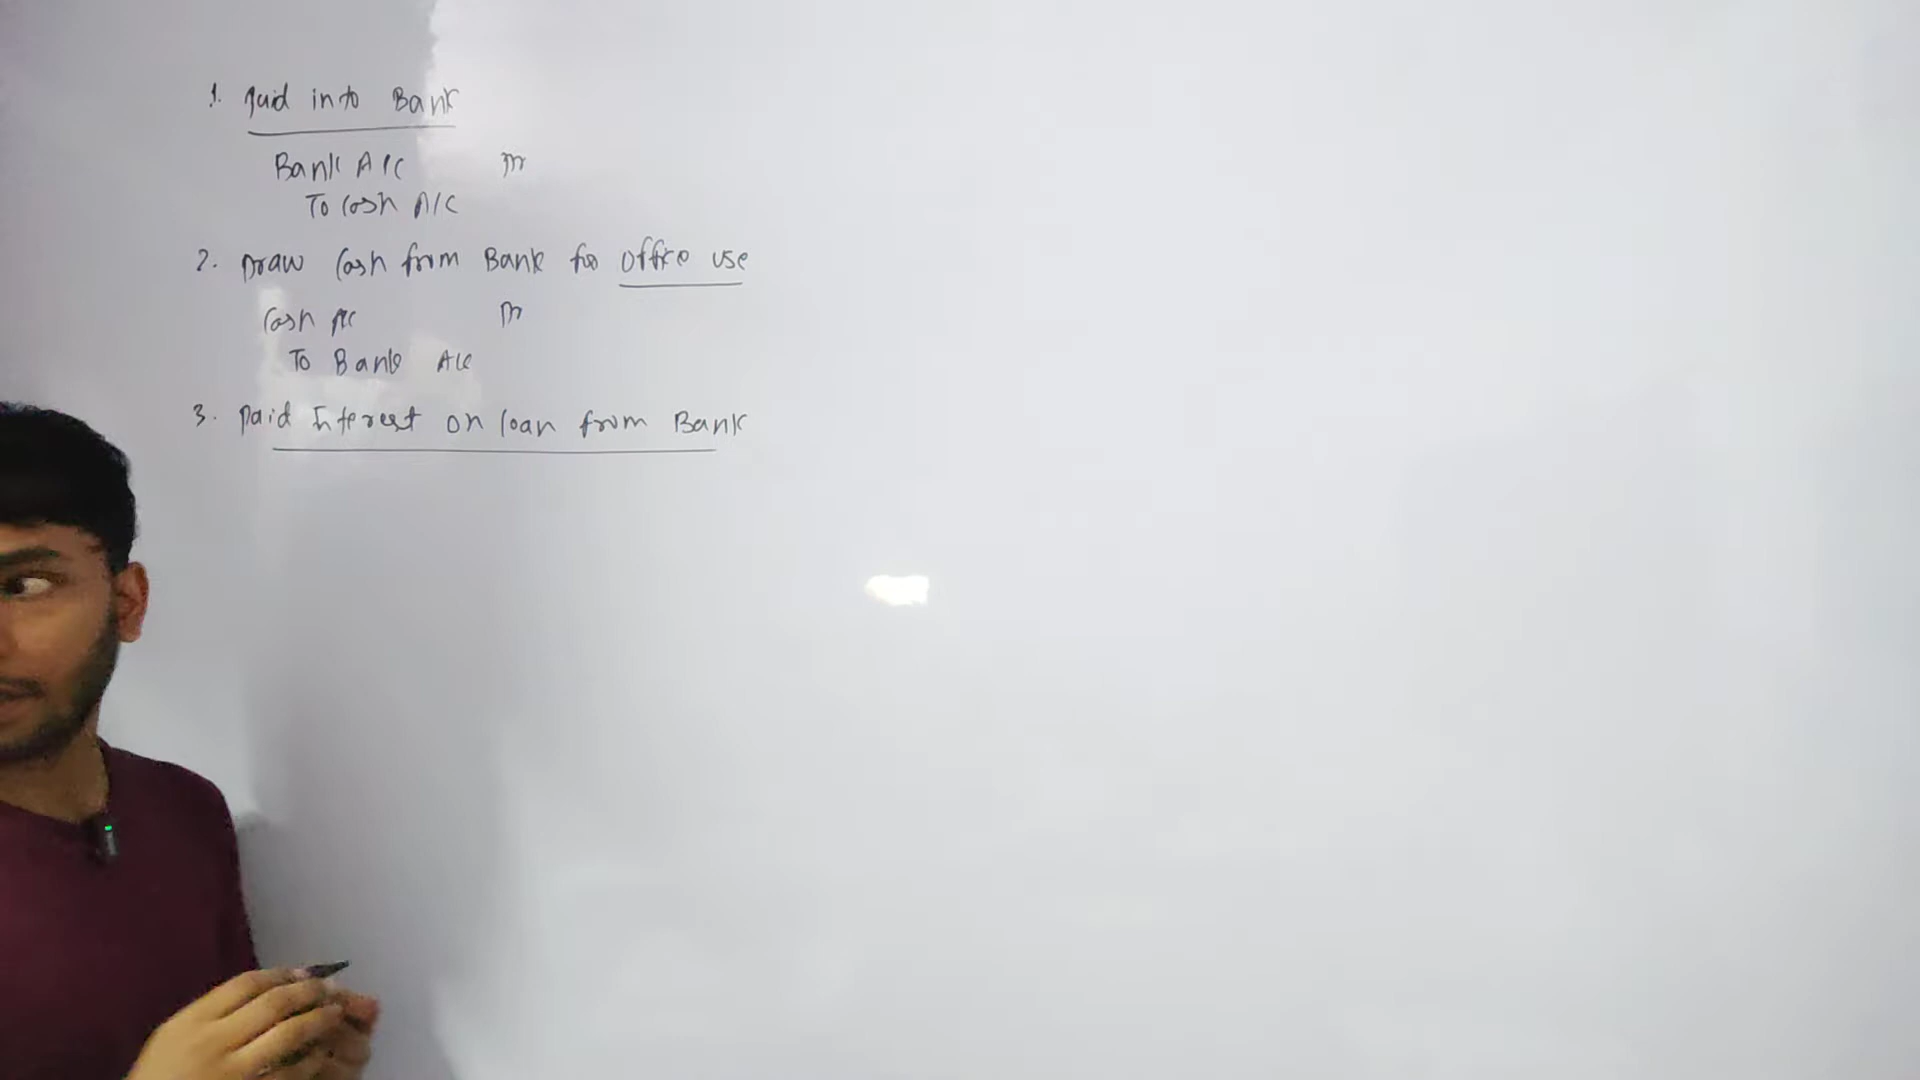 1. Paid into Bank
Bank A/C Dr
To Cash A/C
2. Draw Cash from Bank for office use
Cash A/C Dr
To Bank A/C
3. Paid Interest on loan from Bank